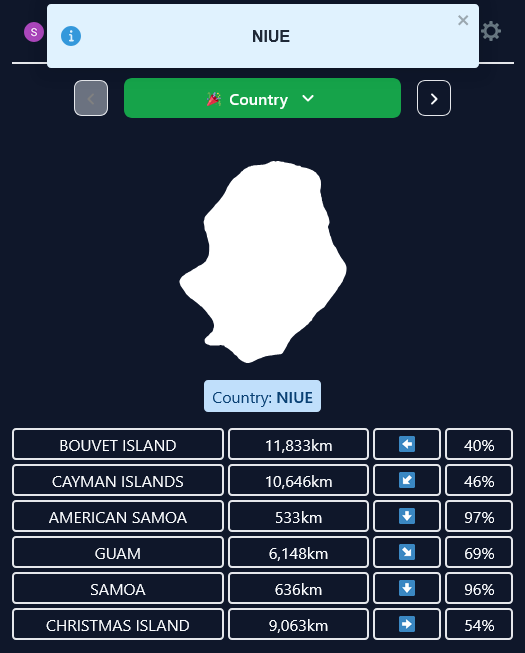 S
NIUE
×
Country
Country: NIUE
BOUVET ISLAND 11,833km 40%
CAYMAN ISLANDS 10,646km 46%
AMERICAN SAMOA 533km 97%
GUAM 6,148km 69%
SAMOA 636km 96%
CHRISTMAS ISLAND 9,063km 54%